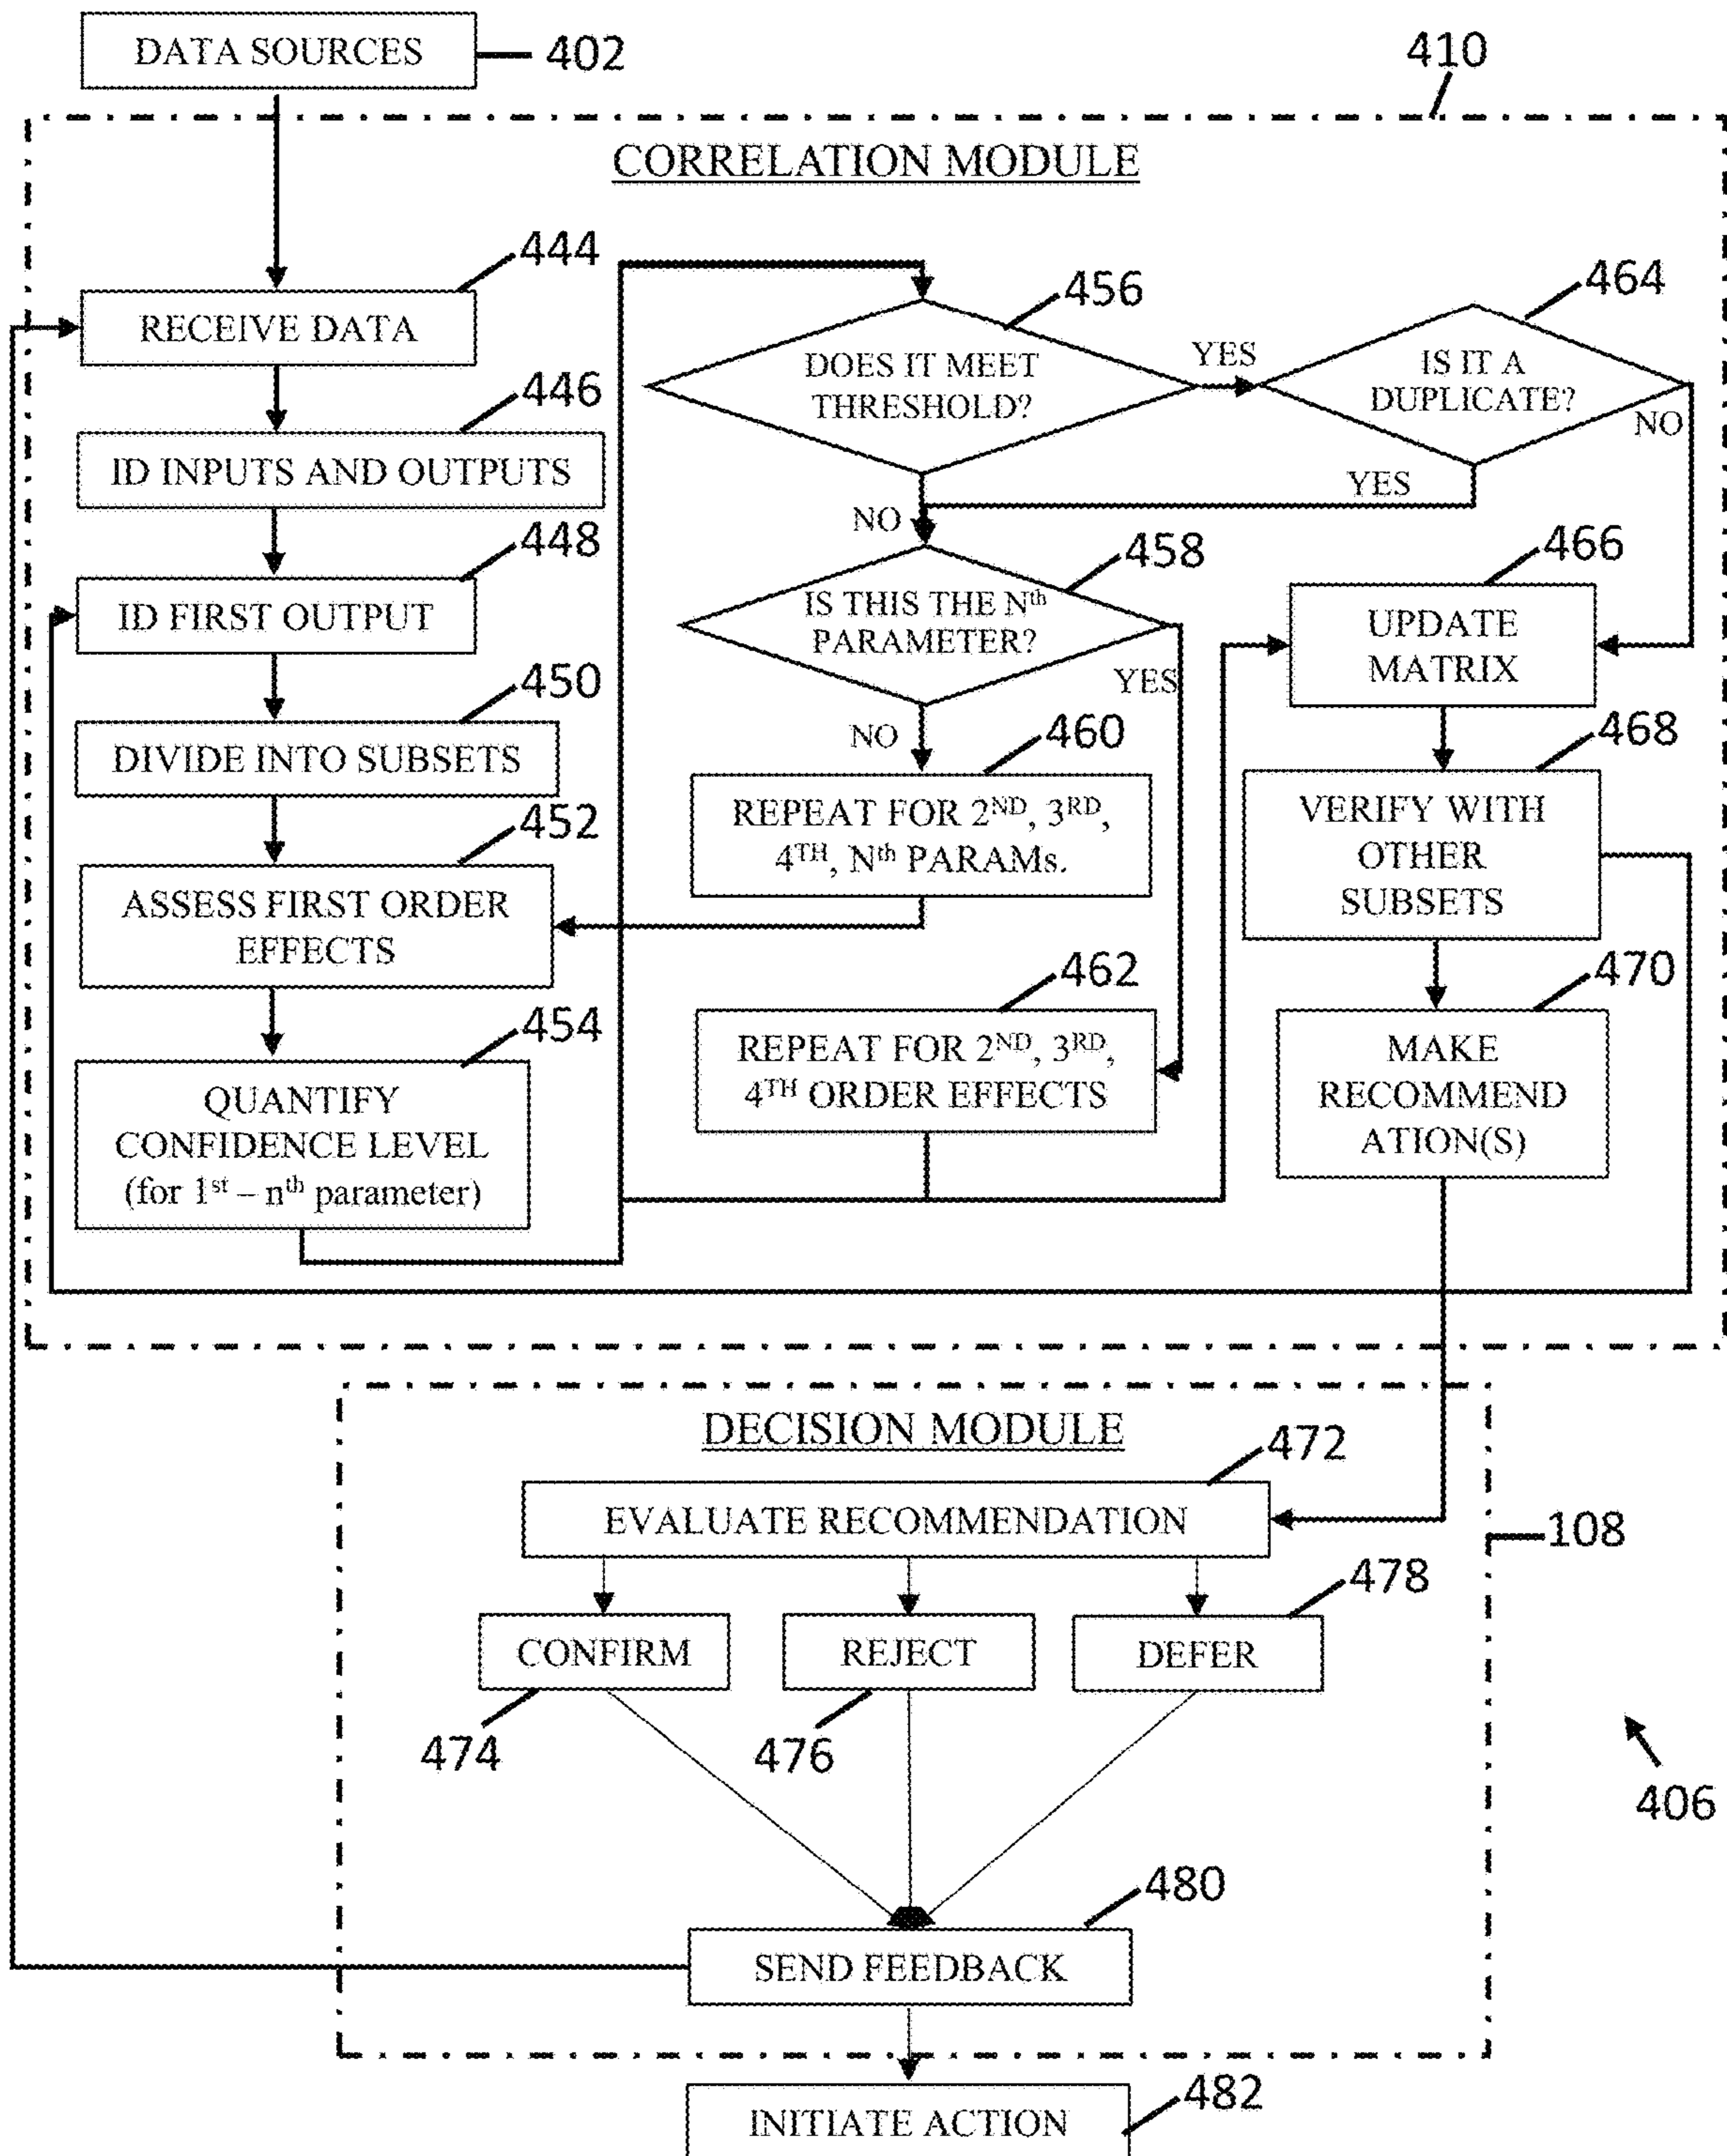 DATA SOURCES
402
410
CORRELATION MODULE
444
RECEIVE DATA
446
ID INPUTS AND OUTPUTS
448
ID FIRST OUTPUT
450
DIVIDE INTO SUBSETS
452
ASSESS FIRST ORDER
EFFECTS
454
QUANTIFY
CONFIDENCE LEVEL
(for 1st – nth parameter)
456
DOES IT MEET
THRESHOLD?
YES
NO
464
IS IT A
DUPLICATE?
NO
YES
458
IS THIS THE Nth
PARAMETER?
YES
NO
460
REPEAT FOR 2ND, 3RD,
4TH, Nth PARAMs.
462
REPEAT FOR 2ND, 3RD,
4TH ORDER EFFECTS
466
UPDATE
MATRIX
468
VERIFY WITH
OTHER
SUBSETS
470
MAKE
RECOMMEND
ATION(S)
DECISION MODULE
472
EVALUATE RECOMMENDATION
108
478
CONFIRM
REJECT
DEFER
474
476
406
480
SEND FEEDBACK
482
INITIATE ACTION